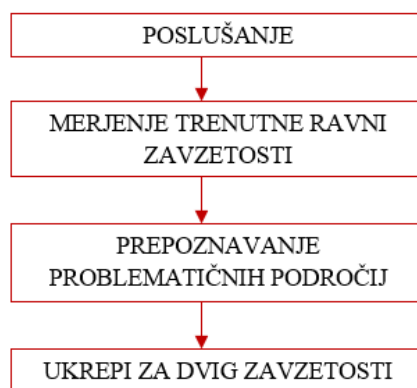 POSLUŠANJE
MERJENJE TRENUTNE RAVNI
ZAVZETOSTI
PREPOZNAVANJE
PROBLEMATIČNIH PODROČIJ
UKREPI ZA DVIG ZAVZETOSTI